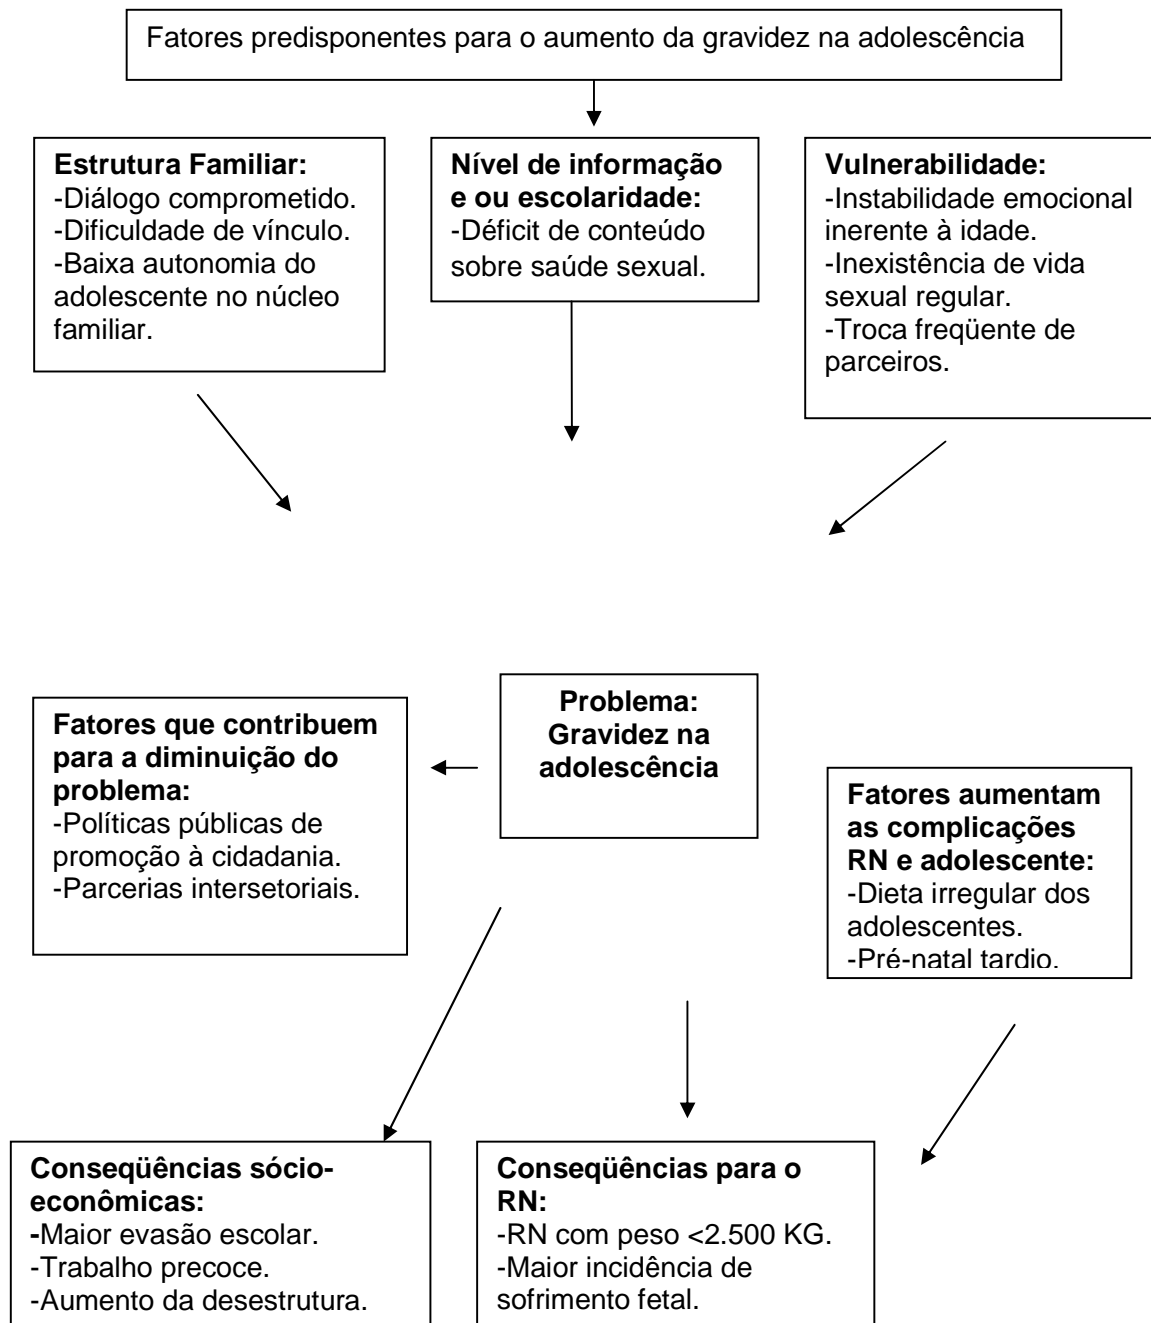 Fatores predisponentes para o aumento da gravidez na adolescência
Estrutura Familiar:
-Diálogo comprometido.
-Dificuldade de vínculo.
-Baixa autonomia do
adolescente no núcleo
familiar.
Nível de informação
e ou escolaridade:
-Déficit de conteúdo
sobre saúde sexual.
Vulnerabilidade:
-Instabilidade emocional
inerente à idade.
-Inexistência de vida
sexual regular.
-Troca freqüente de
parceiros.
Fatores que contribuem
para a diminuição do
problema:
-Políticas públicas de
promoção à cidadania.
-Parcerias intersetoriais.
Problema:
Gravidez na
adolescência
Fatores aumentam
as complicações
RN e adolescente:
-Dieta irregular dos
adolescentes.
-Pré-natal tardio.
Conseqüências sócio-
econômicas:
-Maior evasão escolar.
-Trabalho precoce.
-Aumento da desestrutura.
Conseqüências para o
RN:
-RN com peso <2.500 KG.
-Maior incidência de
sofrimento fetal.